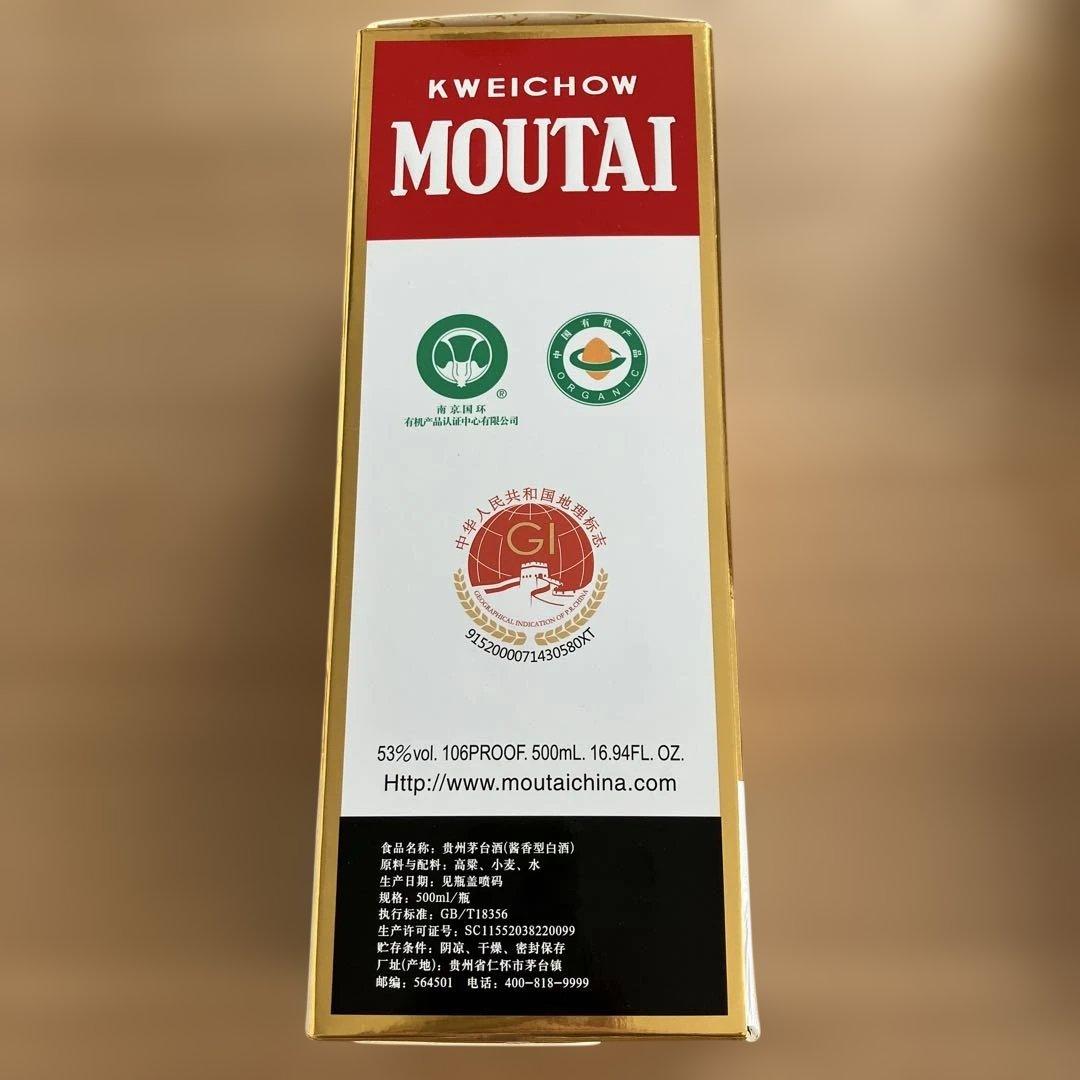 KWEICHOW
MOUTAI
®
南京国环
有机产品认证中心有限公司
中国有机产品
ORGANIC
中华人民共和国地理标志
GI
GEOGRAPHICAL INDICATION OF P.R.CHINA
9152000071430580XT
53%vol. 106PROOF. 500mL. 16.94FL. OZ.
Http://www.moutaichina.com
食品名称：贵州茅台酒(酱香型白酒)
原料与配料：高粱、小麦、水
生产日期：见瓶盖喷码
规格：500ml/瓶
执行标准：GB/T18356
生产许可证号：SC11552038220099
贮存条件：阴凉、干燥、密封保存
厂址(产地)：贵州省仁怀市茅台镇
邮编：564501 电话：400-818-9999